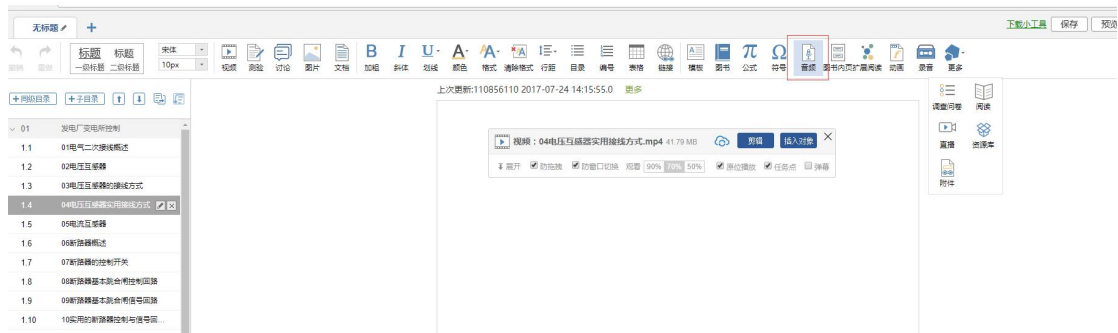 无标题
下载小工具 保存 预览
撤销 重做
标题 标题
一级标题 二级标题
宋体
10px
视频 测验 讨论 图片 文档
B 加粗
I 斜体
U 划线
A 颜色
格式 清除格式 行距 目录 编号 表格 链接 模板 图书
π 公式
Ω 符号
音频 图书内页 扩展阅读 动画 录音 更多
+同级目录 +子目录
上次更新:110856110 2017-07-24 14:15:55.0 更多
调查问卷 阅读
直播 资源库
附件
01 发电厂变电所控制
1.1 01电气二次接线概述
1.2 02电压互感器
1.3 03电压互感器的接线方式
1.4 04电压互感器实用接线方式
1.5 05电流互感器
1.6 06断路器概述
1.7 07断路器的控制开关
1.8 08断路器基本跳合闸控制回路
1.9 09断路器基本跳合闸信号回路
1.10 10实用的断路器控制与信号回...
视频：04电压互感器实用接线方式.mp4 41.79 MB 剪辑 插入对象
展开 防拖拽 防窗口切换 观看 90% 70% 50% 原位播放 任务点 弹幕